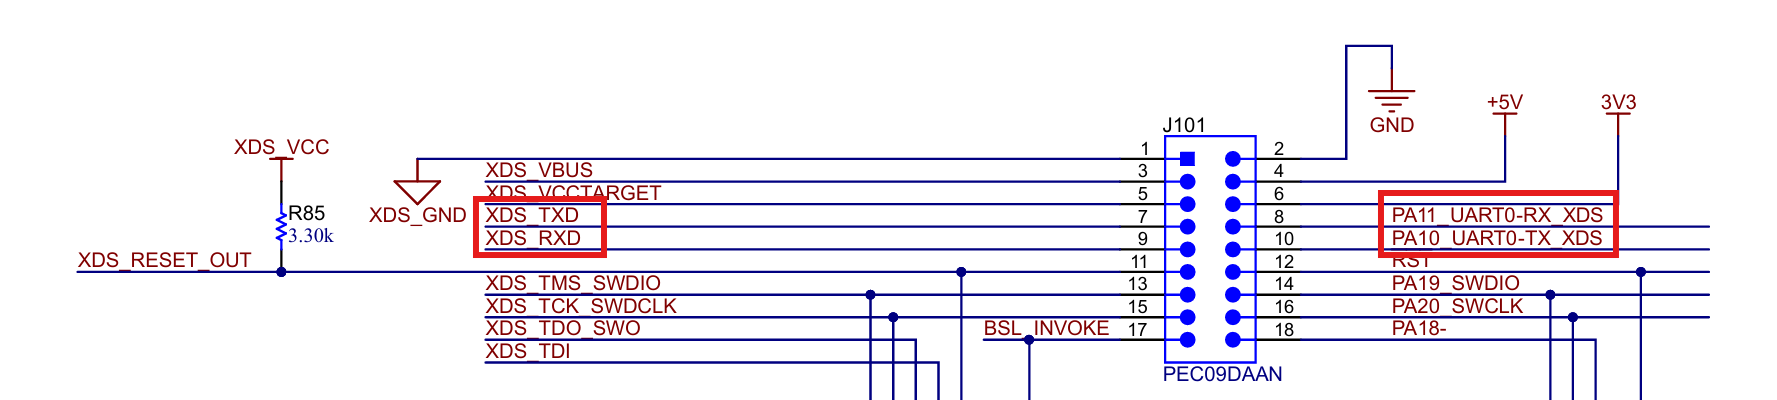 J101
+5V
3V3
GND
XDS_VCC
1
2
XDS_VBUS
3
4
XDS_VCCTARGET
5
6
R85
XDS_GND
XDS_TXD
7
8
PA11_UART0-RX_XDS
3.30k
XDS_RXD
9
10
PA10_UART0-TX_XDS
XDS_RESET_OUT
11
12
RST
XDS_TMS_SWDIO
13
14
PA19_SWDIO
XDS_TCK_SWDCLK
15
16
PA20_SWCLK
XDS_TDO_SWO
BSL_INVOKE
17
18
PA18-
XDS_TDI
PEC09DAAN